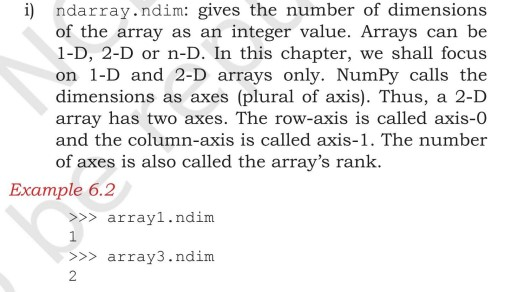 i) ndarray.ndim: gives the number of dimensions
of the array as an integer value. Arrays can be
1-D, 2-D or n-D. In this chapter, we shall focus
on 1-D and 2-D arrays only. NumPy calls the
dimensions as axes (plural of axis). Thus, a 2-D
array has two axes. The row-axis is called axis-0
and the column-axis is called axis-1. The number
of axes is also called the array's rank.
Example 6.2
>>> array1.ndim
1
>>> array3.ndim
2